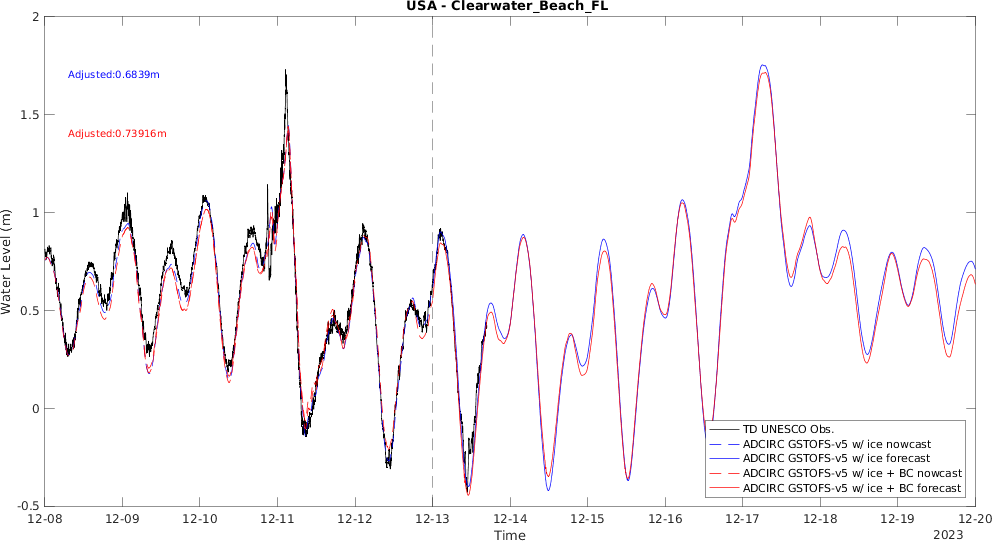 USA - Clearwater_Beach_FL
2
1.5
1
0.5
0
-0.5
Water Level (m)
Adjusted:0.6839m
Adjusted:0.73916m
TD UNESCO Obs.
ADCIRC GSTOFS-v5 w/ ice nowcast
ADCIRC GSTOFS-v5 w/ ice forecast
ADCIRC GSTOFS-v5 w/ ice + BC nowcast
ADCIRC GSTOFS-v5 w/ ice + BC forecast
12-08 12-09 12-10 12-11 12-12 12-13 12-14 12-15 12-16 12-17 12-18 12-19 12-20
Time
2023